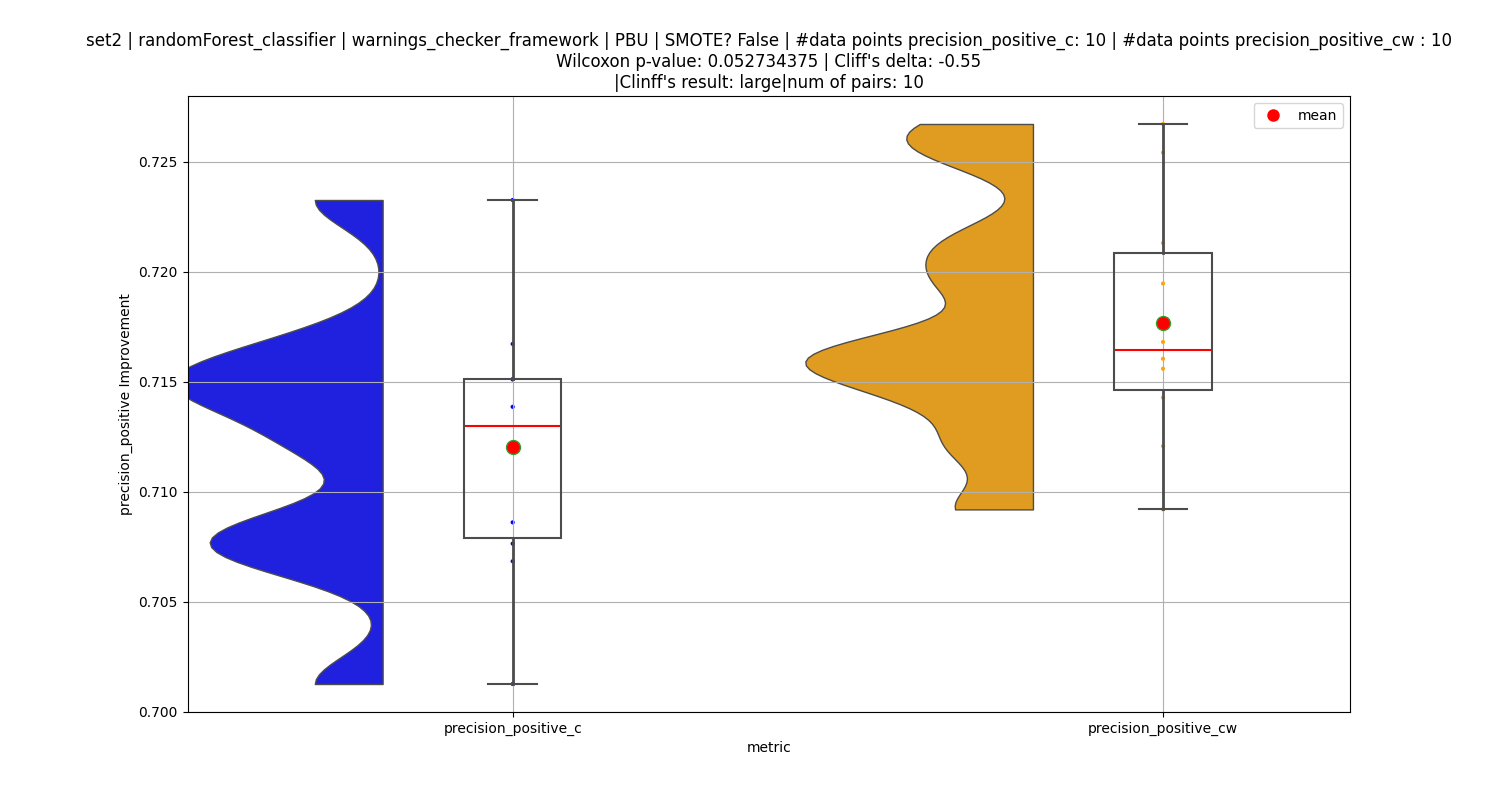 set2 | randomForest_classifier | warnings_checker_framework | PBU | SMOTE? False | #data points precision_positive_c: 10 | #data points precision_positive_cw : 10
Wilcoxon p-value: 0.052734375 | Cliff's delta: -0.55
|Clinff's result: large|num of pairs: 10
mean
0.725
0.720
0.715
0.710
0.705
0.700
precision_positive Improvement
precision_positive_c
precision_positive_cw
metric